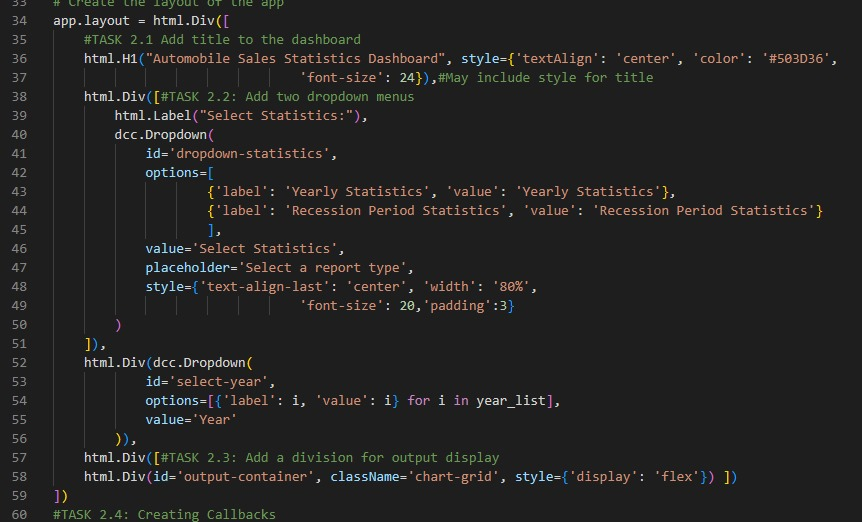 33 # Create the layout of the app
34 app.layout = html.Div([
35 #TASK 2.1 Add title to the dashboard
36 html.H1("Automobile Sales Statistics Dashboard", style={'textAlign': 'center', 'color': '#503D36',
37 'font-size': 24}),#May include style for title
38 html.Div([#TASK 2.2: Add two dropdown menus
39 html.Label("Select Statistics:"),
40 dcc.Dropdown(
41 id='dropdown-statistics',
42 options=[
43 {'label': 'Yearly Statistics', 'value': 'Yearly Statistics'},
44 {'label': 'Recession Period Statistics', 'value': 'Recession Period Statistics'}
45 ],
46 value='Select Statistics',
47 placeholder='Select a report type',
48 style={'text-align-last': 'center', 'width': '80%',
49 'font-size': 20,'padding':3}
50 )
51 ]),
52 html.Div(dcc.Dropdown(
53 id='select-year',
54 options=[{'label': i, 'value': i} for i in year_list],
55 value='Year'
56 )),
57 html.Div([#TASK 2.3: Add a division for output display
58 html.Div(id='output-container', className='chart-grid', style={'display': 'flex'}) ])
59 ])
60 #TASK 2.4: Creating Callbacks